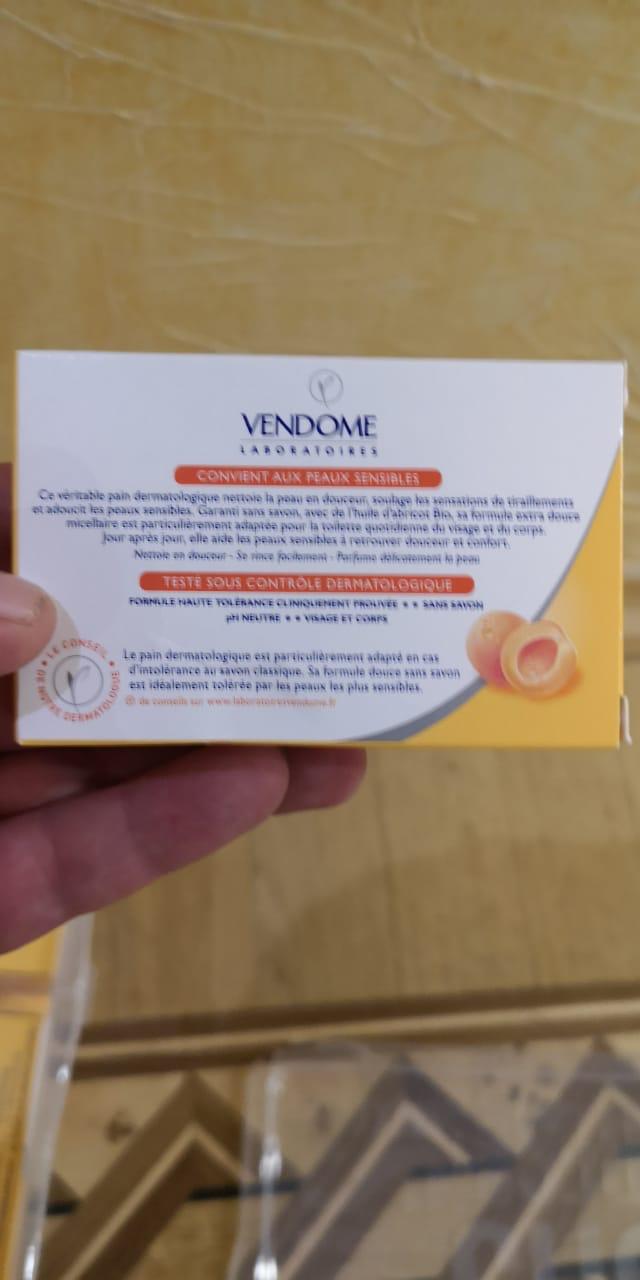 VENDOME
LABORATOIRES
CONVIENT AUX PEAUX SENSIBLES
Ce véritable pain dermatologique nettoie la peau en douceur, soulage les sensations de tiraillements
et adoucit les peaux sensibles. Garanti sans savon, avec de l'huile d'abricot Bio, sa formule extra douce
micellaire est particulièrement adaptée pour la toilette quotidienne du visage et du corps.
Jour après jour, elle aide les peaux sensibles à retrouver douceur et confort.
Nettoie en douceur - Se rince facilement - Parfume délicatement la peau
TESTÉ SOUS CONTRÔLE DERMATOLOGIQUE
FORMULE HAUTE TOLÉRANCE CLINIQUEMENT PROUVÉE • • SANS SAVON
pH NEUTRE • • VISAGE ET CORPS
• LE CONSEIL • DE NOTRE DERMATOLOGUE
Le pain dermatologique est particulièrement adapté en cas
d'intolérance au savon classique. Sa formule douce sans savon
est idéalement tolérée par les peaux les plus sensibles.
de conseils sur www.laboratoiresvendome.fr